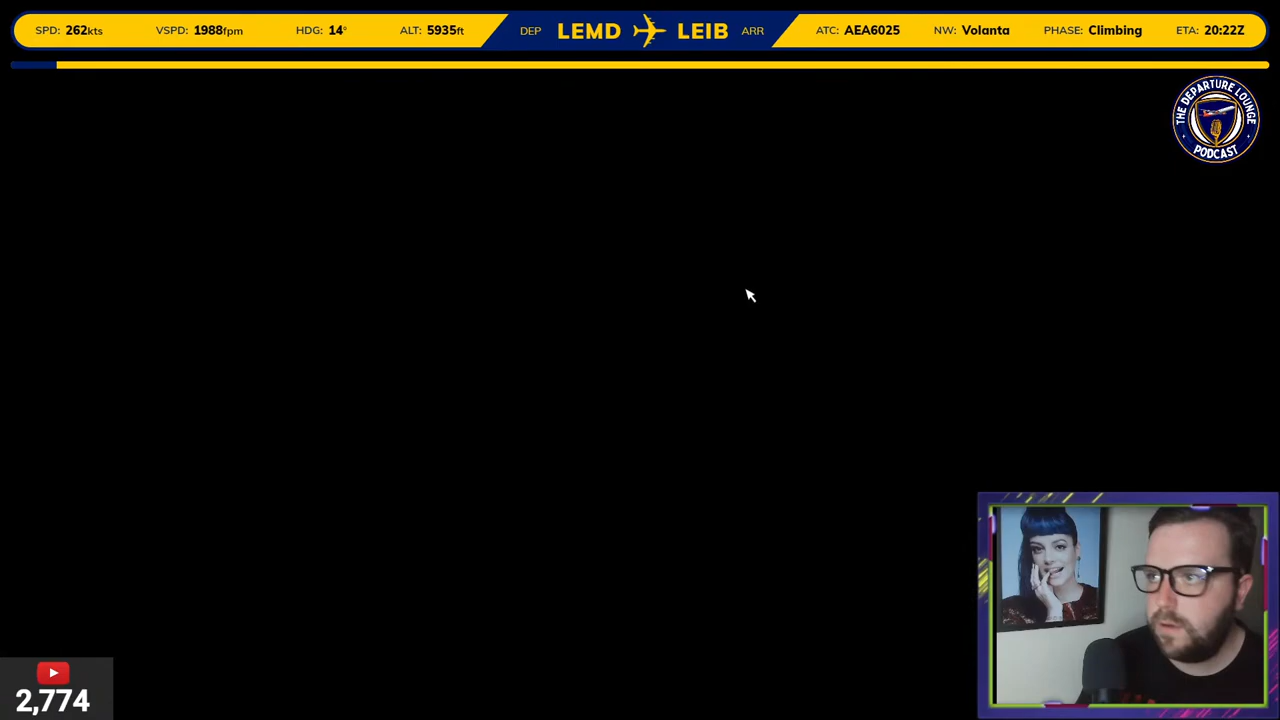 SPD: 262kts VSPD: 1988fpm HDG: 14° ALT: 5935ft DEP LEMD LEIB ARR ATC: AEA6025 NW: Volanta PHASE: Climbing ETA: 20:22Z
THE DEPARTURE LOUNGE
PODCAST
2,774